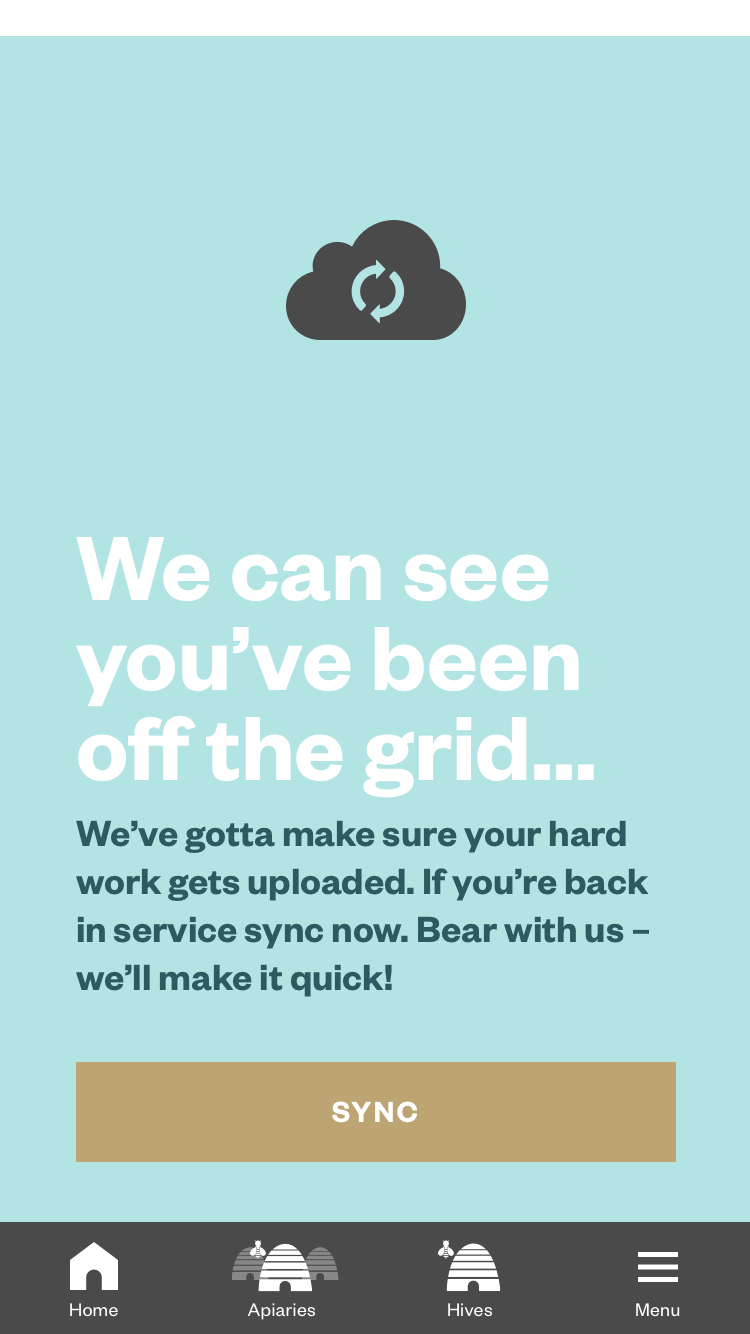 We can see
you’ve been
off the grid...
We’ve gotta make sure your hard
work gets uploaded. If you’re back
in service sync now. Bear with us –
we’ll make it quick!
SYNC
Home
Apiaries
Hives
Menu